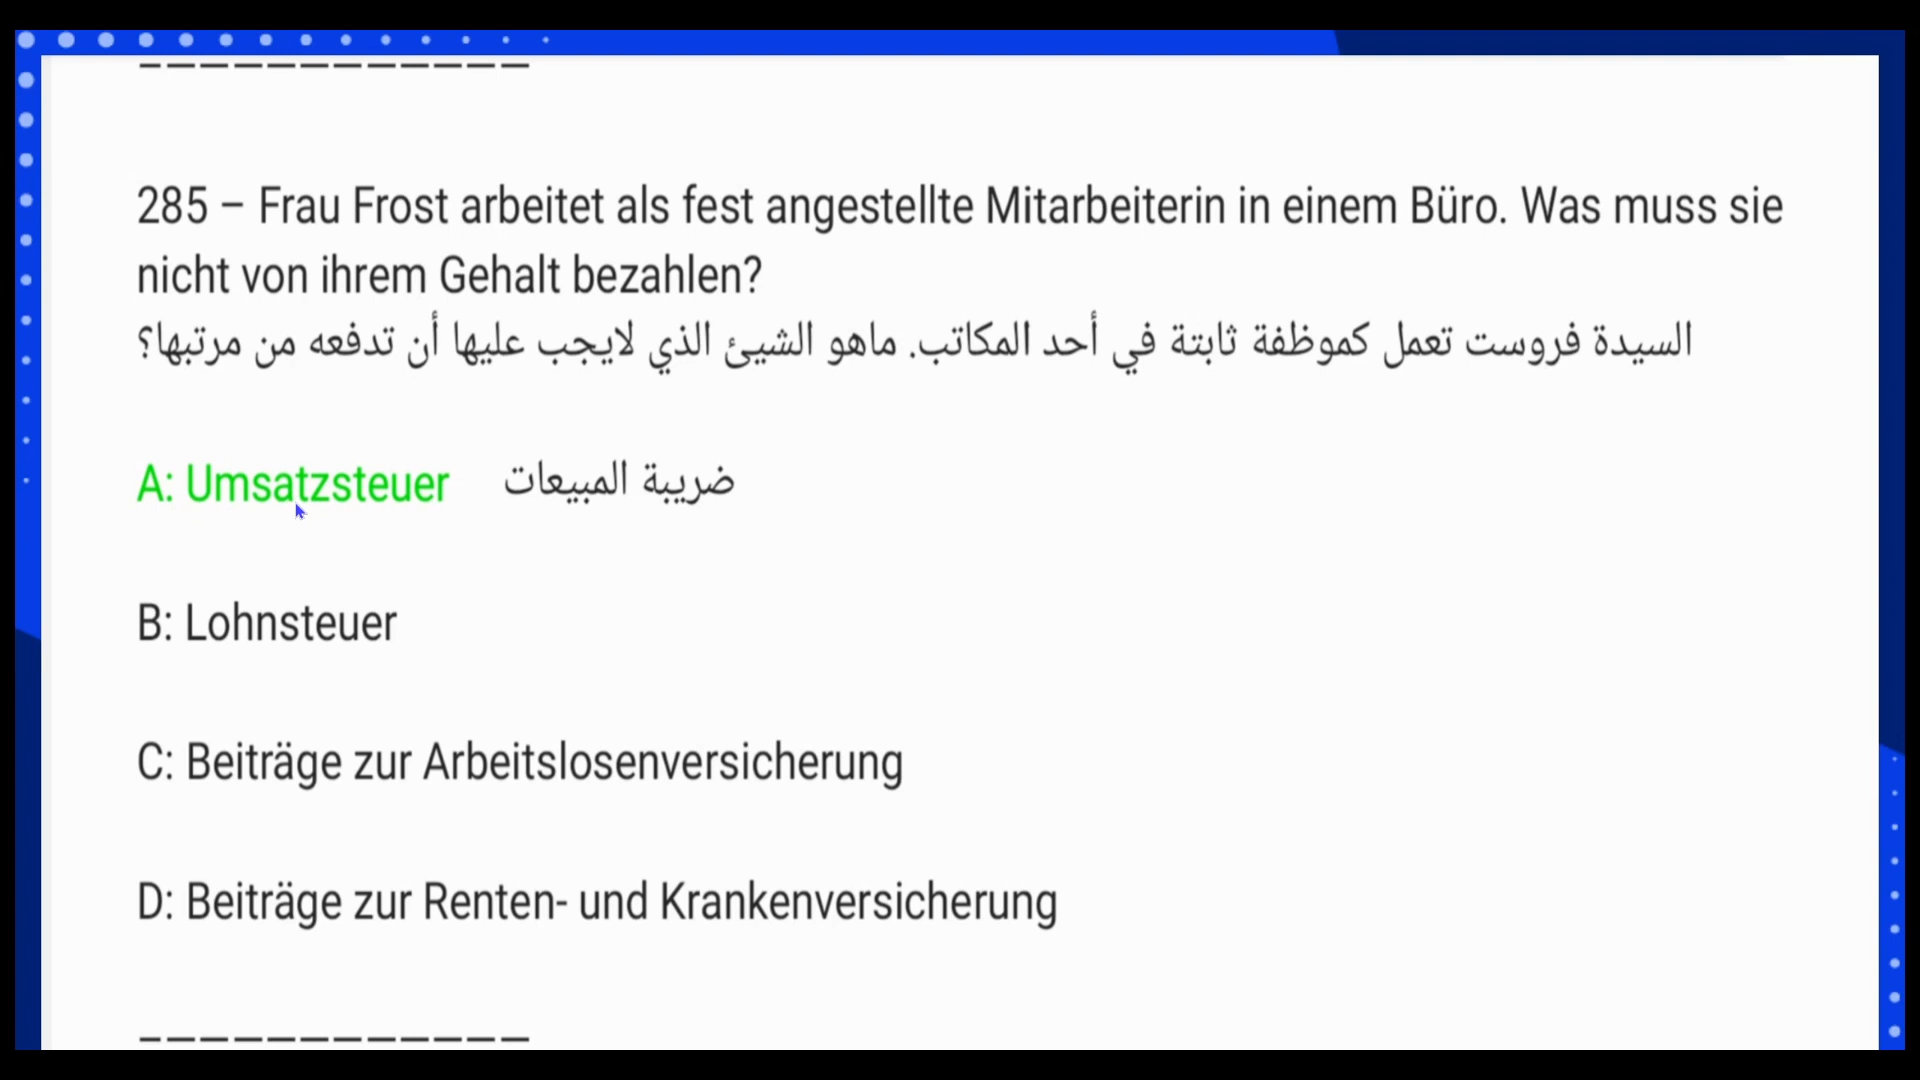 ____________
285 – Frau Frost arbeitet als fest angestellte Mitarbeiterin in einem Büro. Was muss sie
nicht von ihrem Gehalt bezahlen?
السيدة فروست تعمل كموظفة ثابتة في أحد المكاتب. ماهو الشيئ الذي لايجب عليها أن تدفعه من مرتبها؟
A: Umsatzsteuer ضريبة المبيعات
B: Lohnsteuer
C: Beiträge zur Arbeitslosenversicherung
D: Beiträge zur Renten- und Krankenversicherung
____________